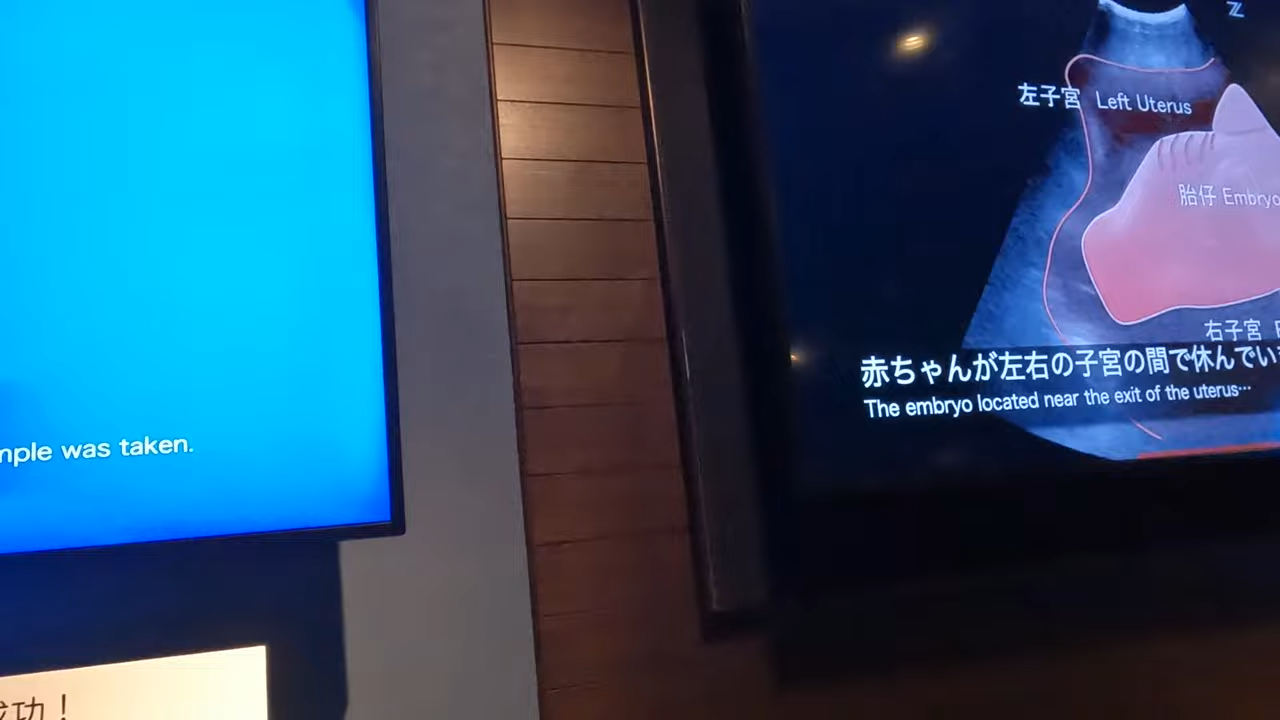 was taken.
功！
左子宮 Left Uterus
胎仔 Embryo
右子宮
赤ちゃんが左右の子宮の間で休んでい
The embryo located near the exit of the uterus…